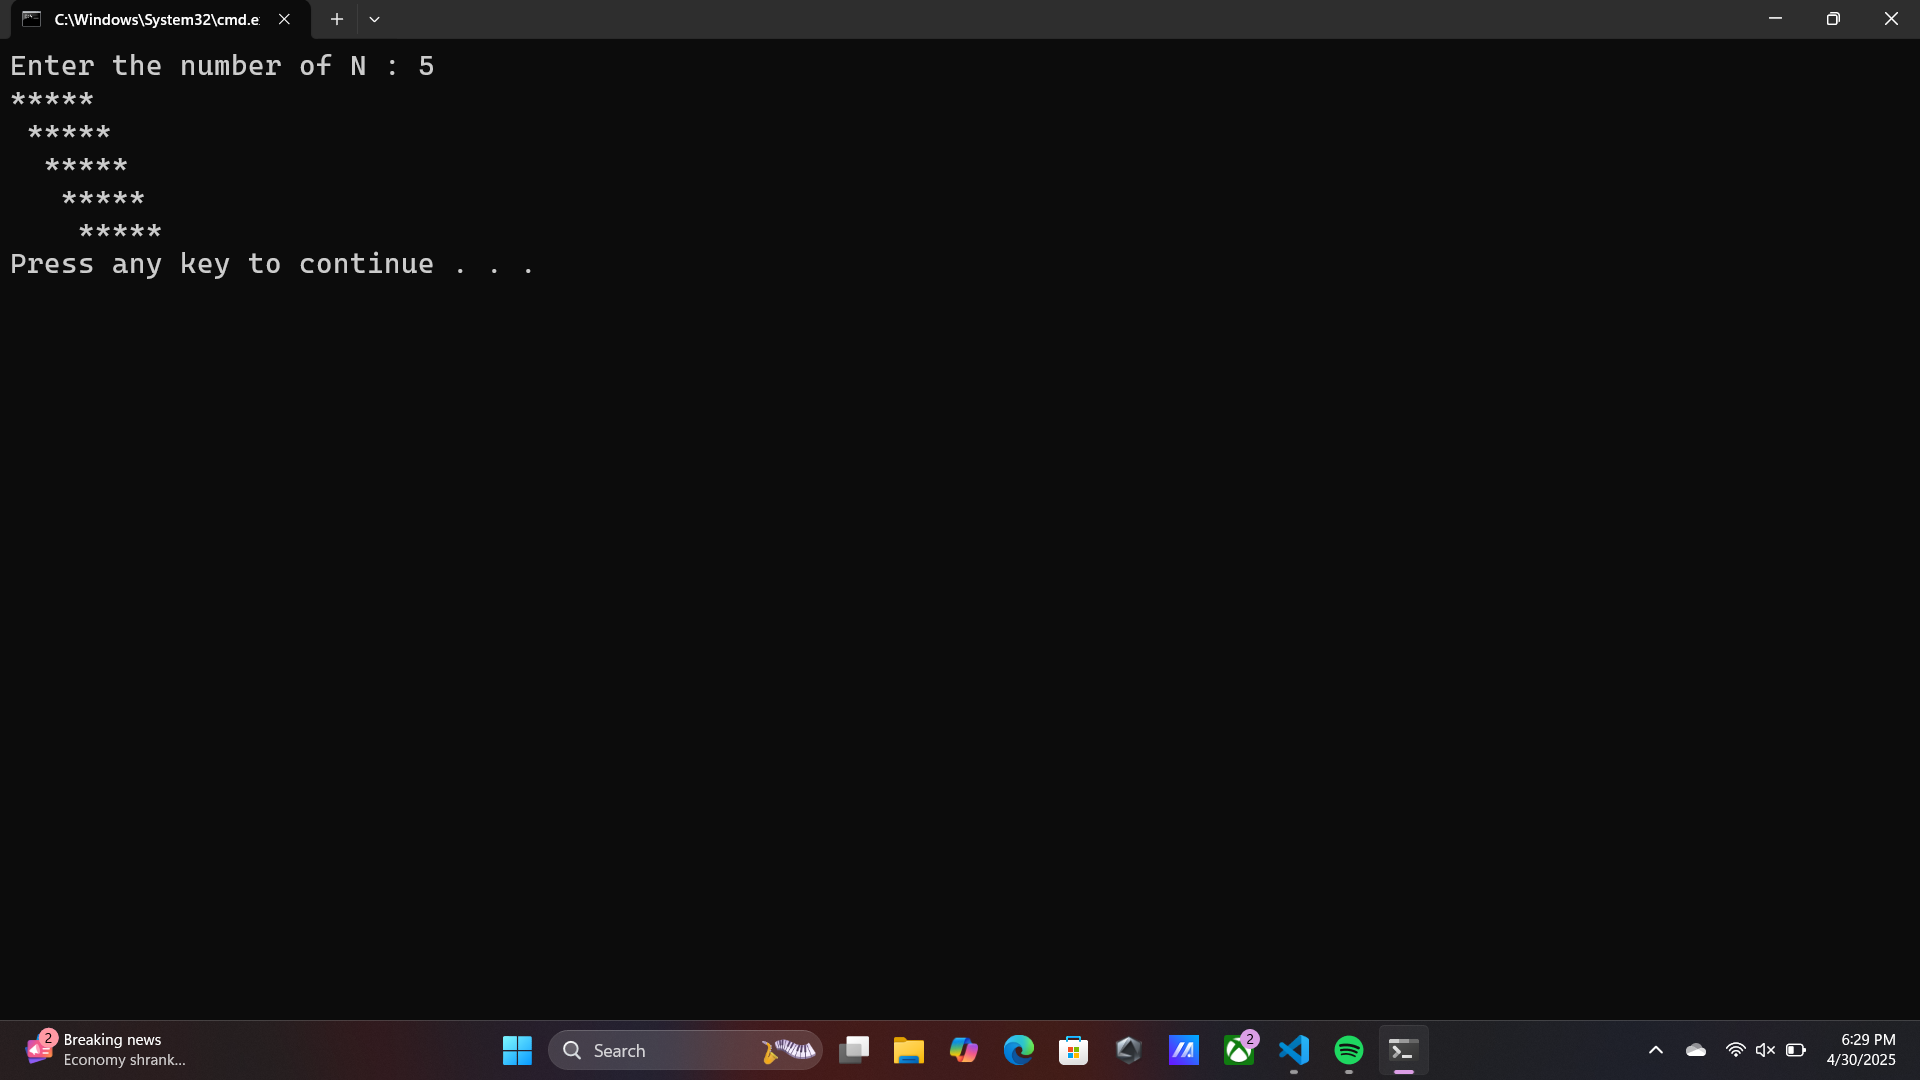 C:\Windows\System32\cmd.e
Enter the number of N : 5
*****
 *****
  *****
   *****
    *****
Press any key to continue . . .
2
Breaking news
Economy shrank...
Search
2
6:29 PM
4/30/2025